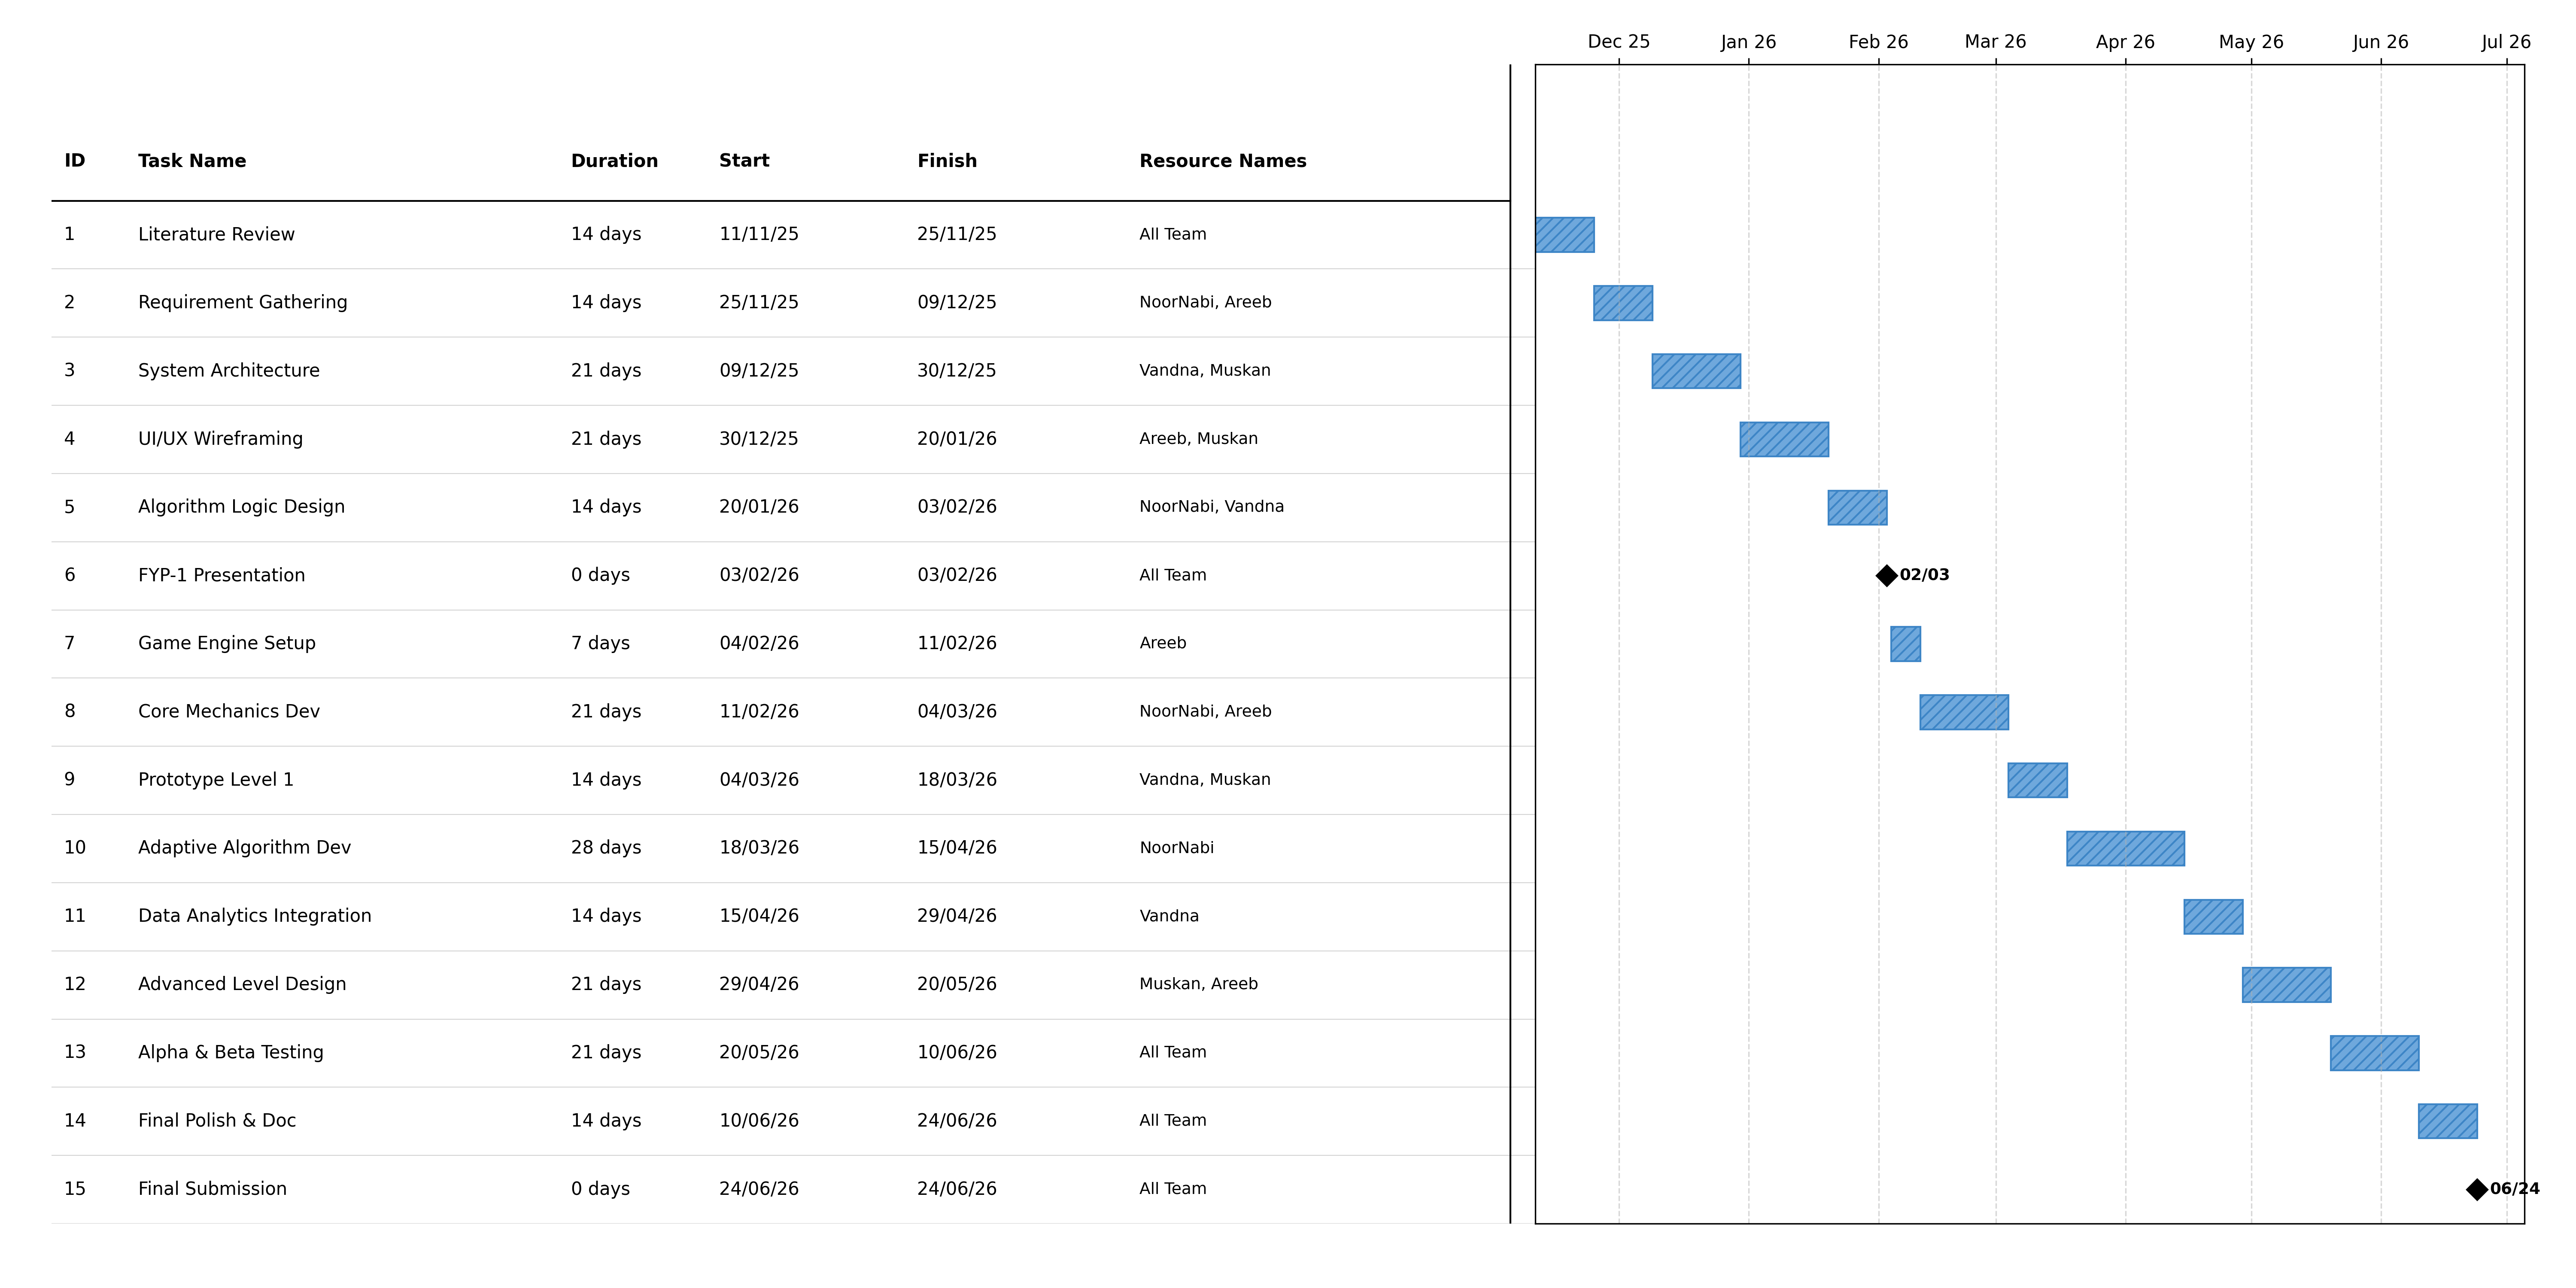 Dec 25 Jan 26 Feb 26 Mar 26 Apr 26 May 26 Jun 26 Jul 26
ID Task Name Duration Start Finish Resource Names
1 Literature Review 14 days 11/11/25 25/11/25 All Team
2 Requirement Gathering 14 days 25/11/25 09/12/25 NoorNabi, Areeb
3 System Architecture 21 days 09/12/25 30/12/25 Vandna, Muskan
4 UI/UX Wireframing 21 days 30/12/25 20/01/26 Areeb, Muskan
5 Algorithm Logic Design 14 days 20/01/26 03/02/26 NoorNabi, Vandna
6 FYP-1 Presentation 0 days 03/02/26 03/02/26 All Team 02/03
7 Game Engine Setup 7 days 04/02/26 11/02/26 Areeb
8 Core Mechanics Dev 21 days 11/02/26 04/03/26 NoorNabi, Areeb
9 Prototype Level 1 14 days 04/03/26 18/03/26 Vandna, Muskan
10 Adaptive Algorithm Dev 28 days 18/03/26 15/04/26 NoorNabi
11 Data Analytics Integration 14 days 15/04/26 29/04/26 Vandna
12 Advanced Level Design 21 days 29/04/26 20/05/26 Muskan, Areeb
13 Alpha & Beta Testing 21 days 20/05/26 10/06/26 All Team
14 Final Polish & Doc 14 days 10/06/26 24/06/26 All Team
15 Final Submission 0 days 24/06/26 24/06/26 All Team 06/24